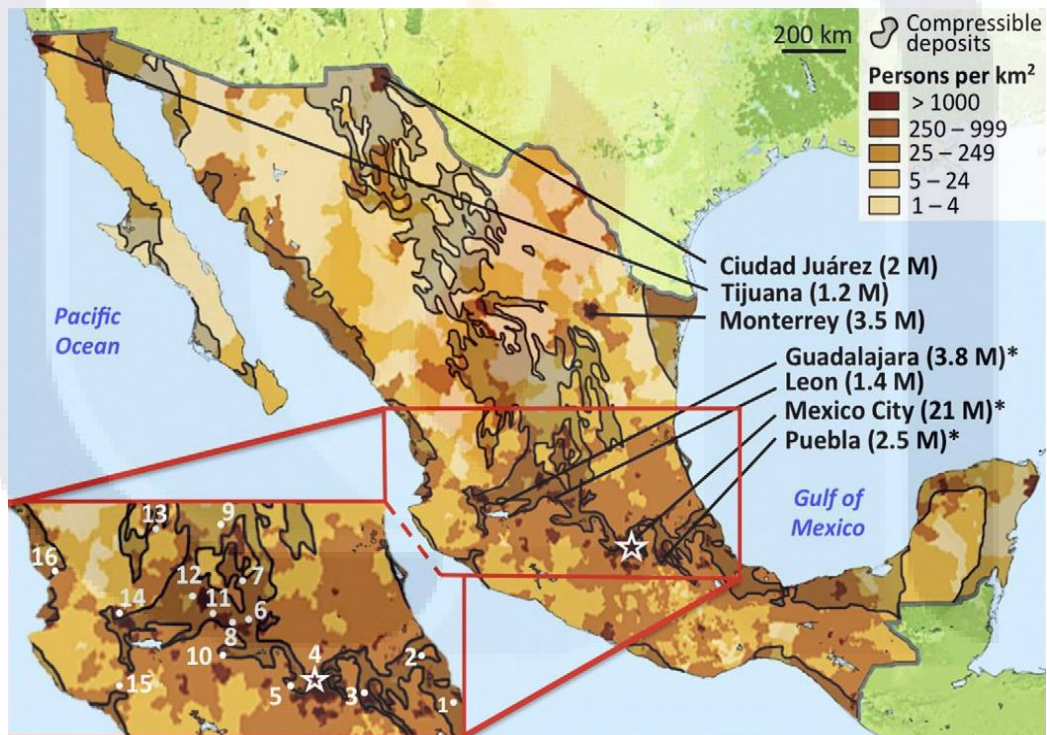 200 km
Compressible
deposits
Persons per km²
> 1000
250 – 999
25 – 249
5 – 24
1 – 4
Ciudad Juárez (2 M)
Tijuana (1.2 M)
Monterrey (3.5 M)
Pacific
Ocean
Guadalajara (3.8 M)*
Leon (1.4 M)
Mexico City (21 M)*
Puebla (2.5 M)*
Gulf of
Mexico
13
9
16
12
7
14
11
6
8
10
4
2
15
5
3
1